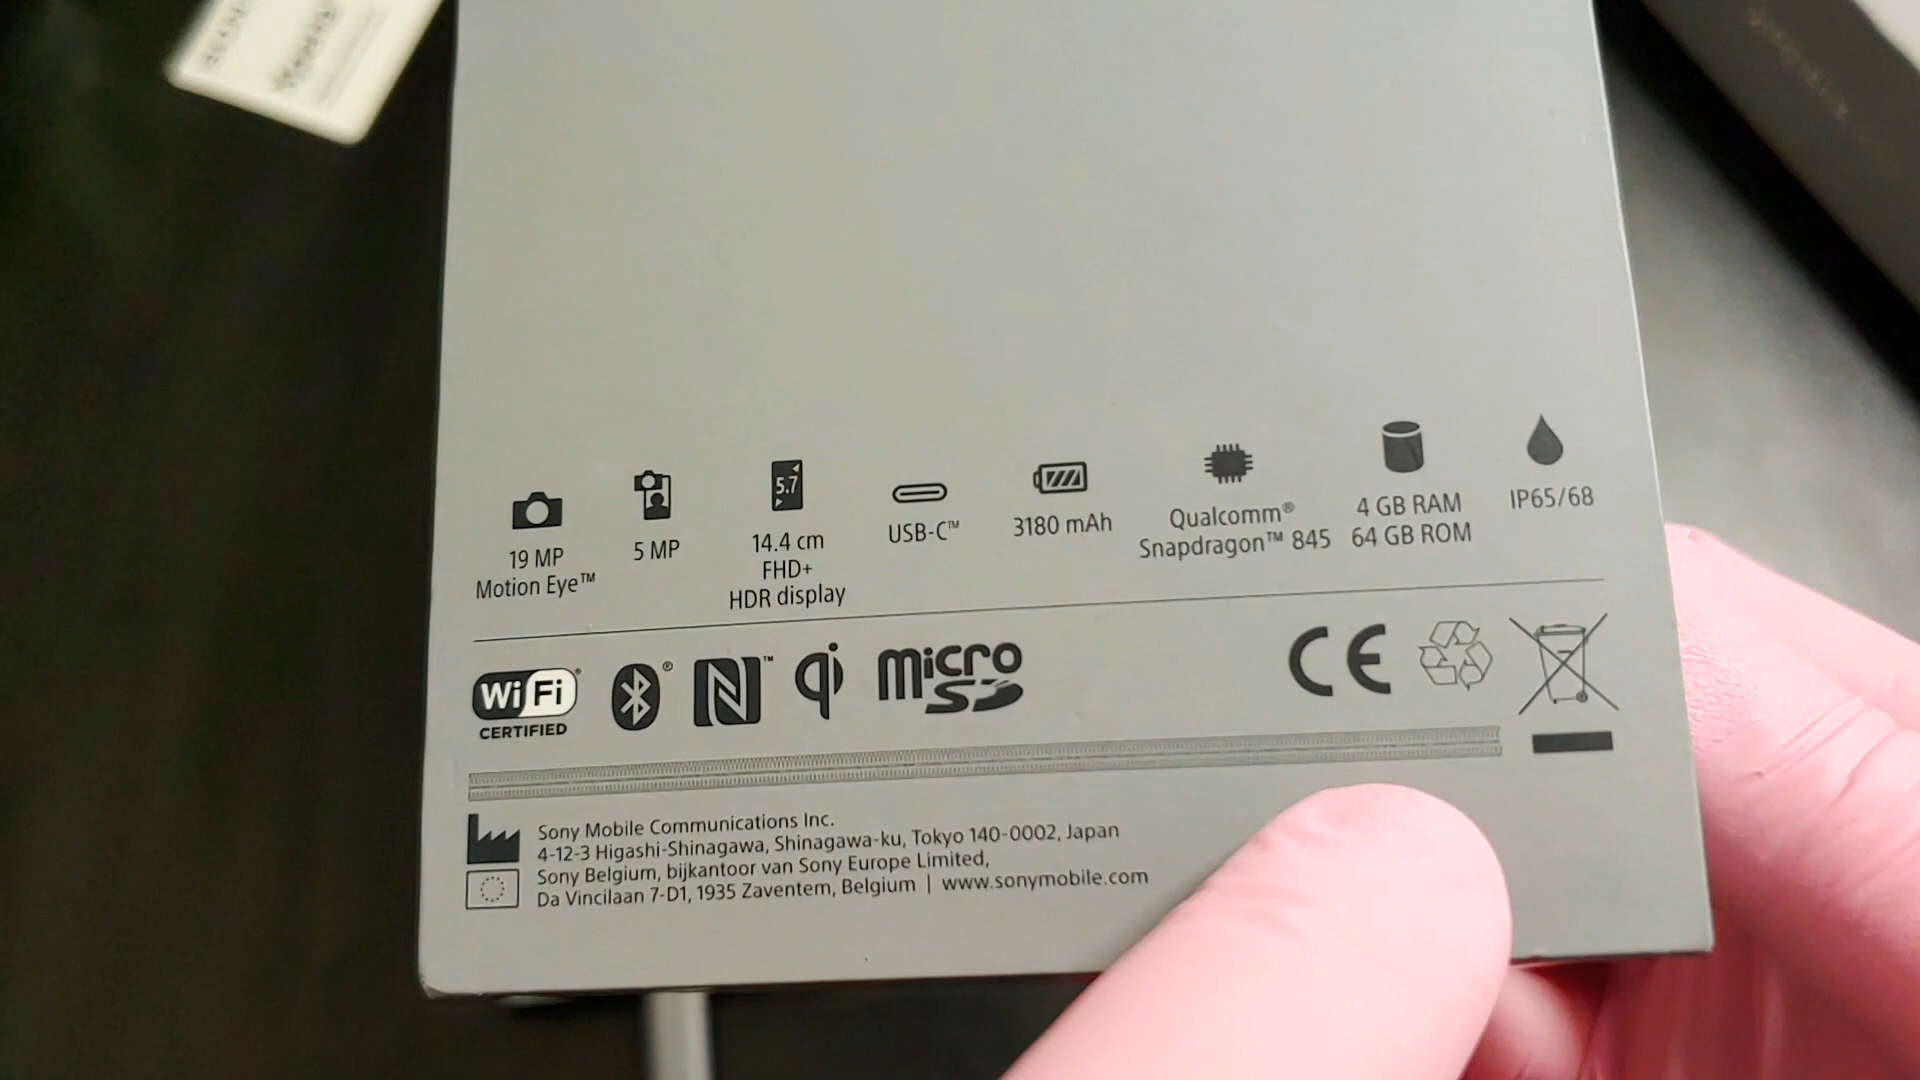 5.7
19 MP
Motion Eye™
5 MP
14.4 cm
FHD+
HDR display
USB-C™
3180 mAh
Qualcomm®
Snapdragon™ 845
4 GB RAM
64 GB ROM
IP65/68
Wi Fi ®
CERTIFIED
®
N ™
qi
micro
SD
CE
Sony Mobile Communications Inc.
4-12-3 Higashi-Shinagawa, Shinagawa-ku, Tokyo 140-0002, Japan
Sony Belgium, bijkantoor van Sony Europe Limited,
Da Vincilaan 7-D1, 1935 Zaventem, Belgium | www.sonymobile.com